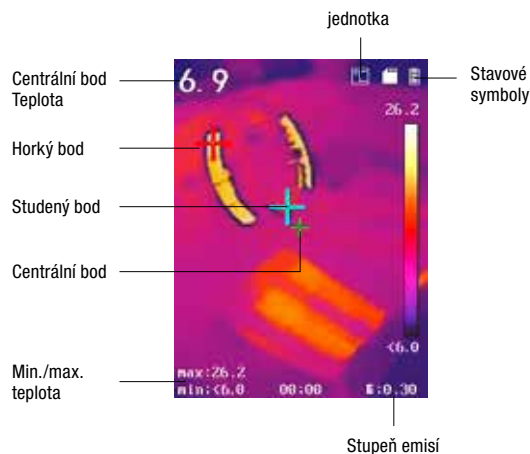 jednotka
Centrální bod
Teplota
6.9
Stavové
symboly
26.2
Horký bod
Studený bod
Centrální bod
<6.0
Min./max.
teplota
max:26.2
min:<6.0 00:00 E:0.30
Stupeň emisí